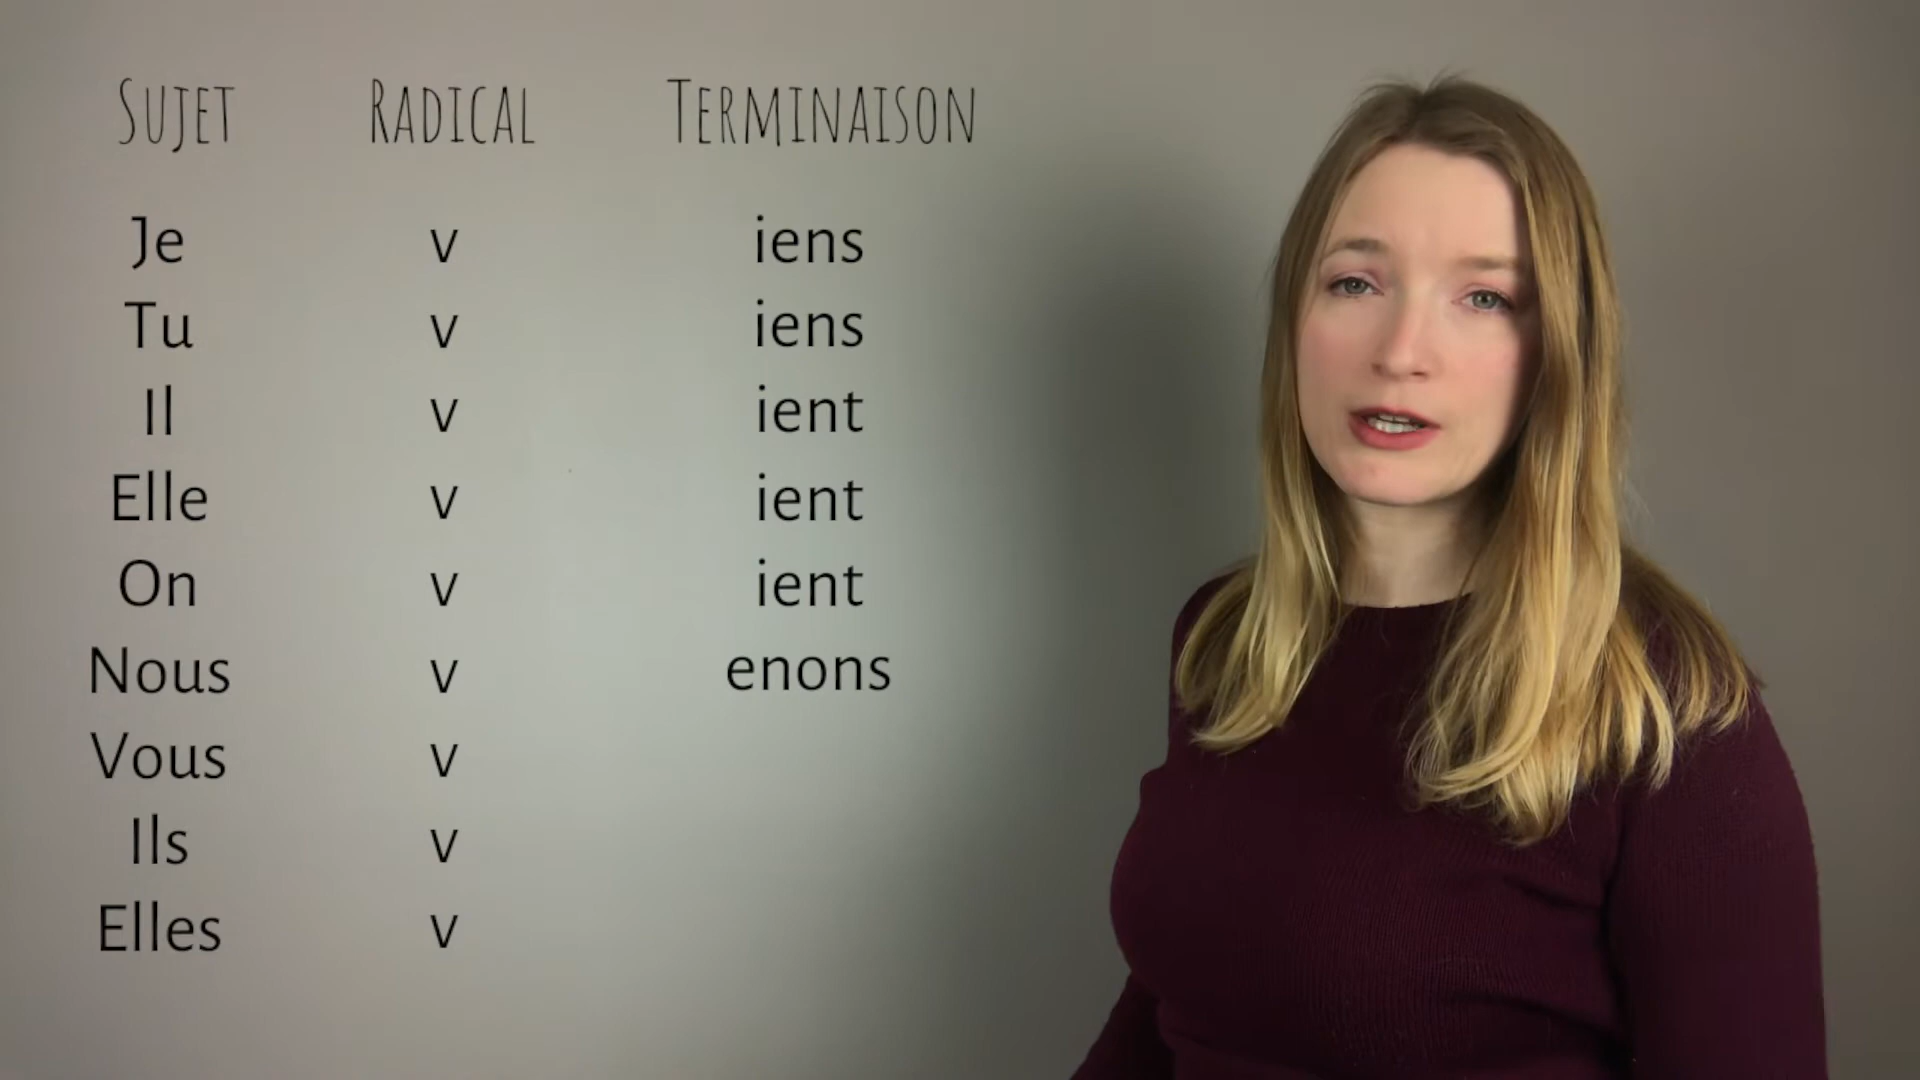 Sujet Radical Terminaison
Je v iens
Tu v iens
Il v ient
Elle v ient
On v ient
Nous v enons
Vous v
Ils v
Elles v